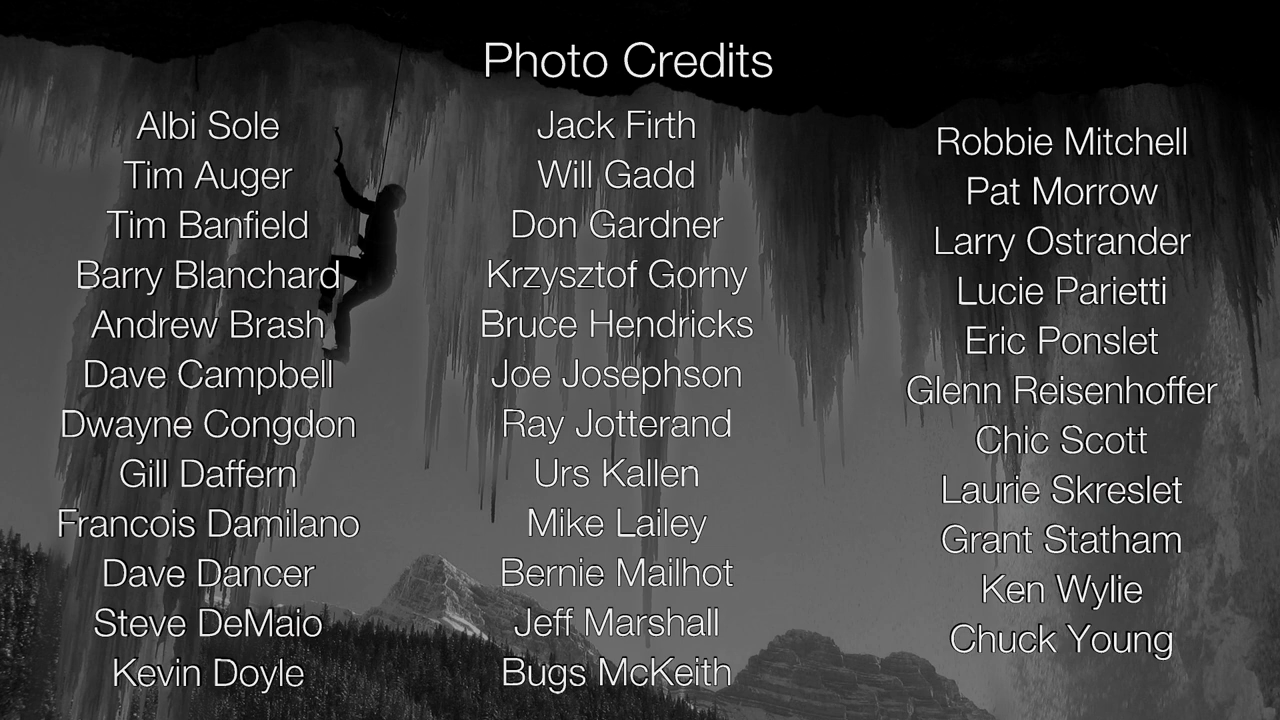 Photo Credits
Albi Sole
Tim Auger
Tim Banfield
Barry Blanchard
Andrew Brash
Dave Campbell
Dwayne Congdon
Gill Daffern
Francois Damilano
Dave Dancer
Steve DeMaio
Kevin Doyle
Jack Firth
Will Gadd
Don Gardner
Krzysztof Gorny
Bruce Hendricks
Joe Josephson
Ray Jotterand
Urs Kallen
Mike Lailey
Bernie Mailhot
Jeff Marshall
Bugs McKeith
Robbie Mitchell
Pat Morrow
Larry Ostrander
Lucie Parietti
Eric Ponslet
Glenn Reisenhoffer
Chic Scott
Laurie Skreslet
Grant Statham
Ken Wylie
Chuck Young